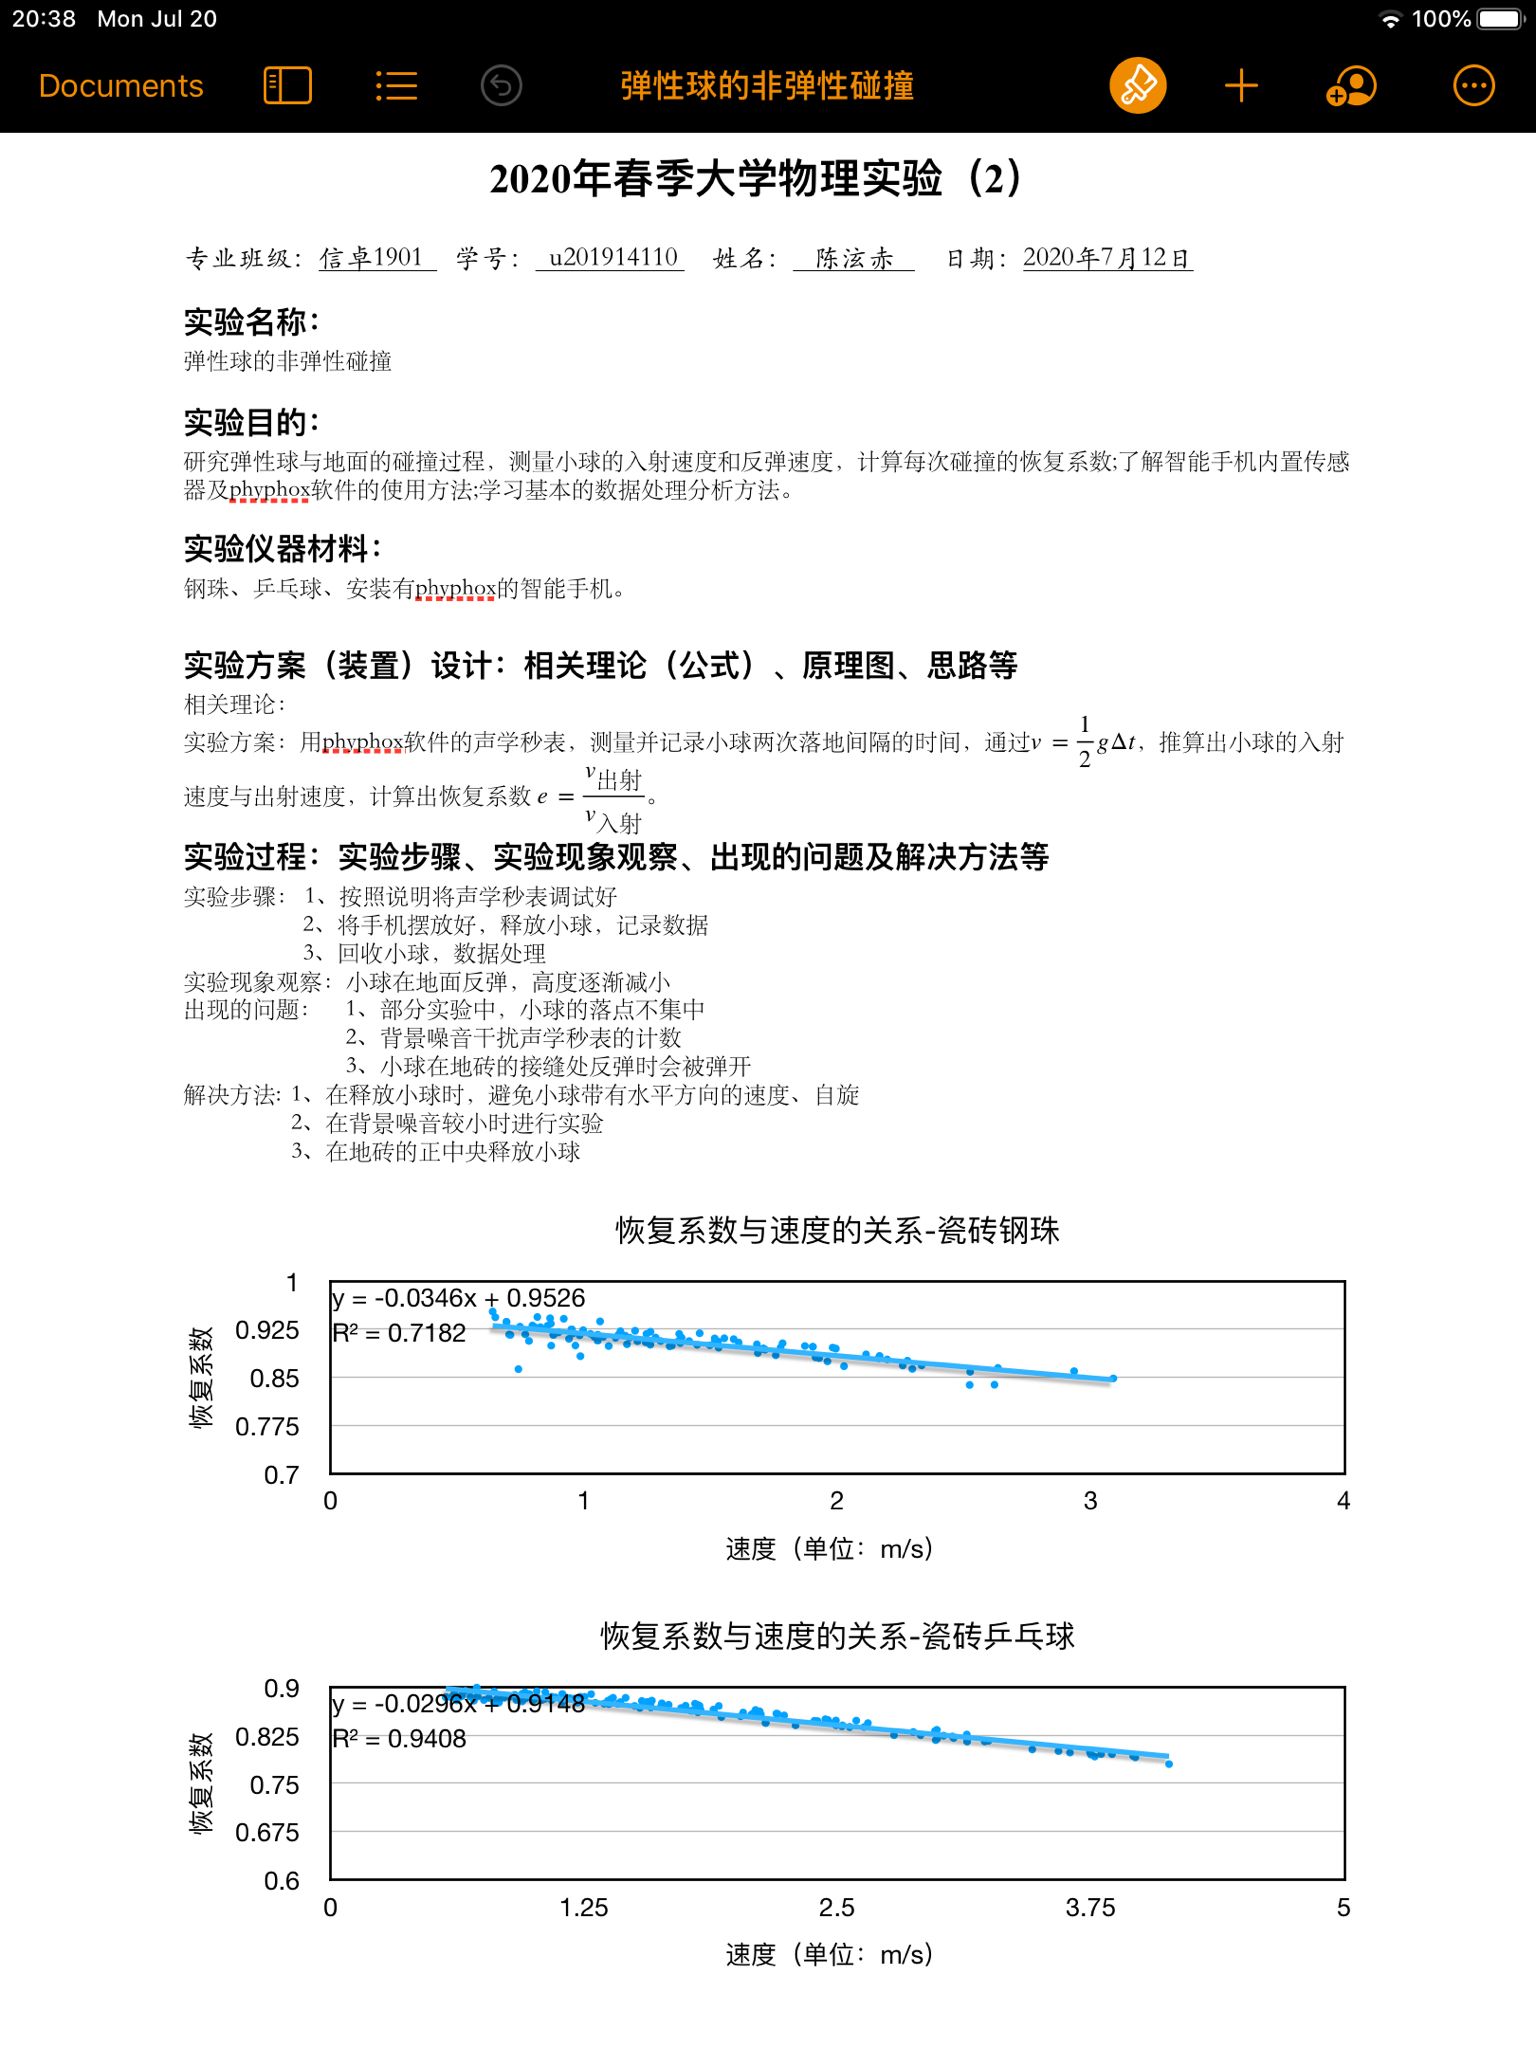 20:38 Mon Jul 20 100%
Documents 弹性球的非弹性碰撞
2020年春季大学物理实验（2）
专业班级：信卓1901 学号： u201914110 姓名： 陈泫赤 日期：2020年7月12日
实验名称：
弹性球的非弹性碰撞
实验目的：
研究弹性球与地面的碰撞过程，测量小球的入射速度和反弹速度，计算每次碰撞的恢复系数;了解智能手机内置传感
器及phyphox软件的使用方法;学习基本的数据处理分析方法。
实验仪器材料：
钢珠、乒乓球、安装有phyphox的智能手机。
实验方案（装置）设计：相关理论（公式）、原理图、思路等
相关理论：
实验方案：用phyphox软件的声学秒表，测量并记录小球两次落地间隔的时间，通过v = 1/2 gΔt，推算出小球的入射
速度与出射速度，计算出恢复系数 e = v出射/v入射。
实验过程：实验步骤、实验现象观察、出现的问题及解决方法等
实验步骤： 1、按照说明将声学秒表调试好
2、将手机摆放好，释放小球，记录数据
3、回收小球，数据处理
实验现象观察：小球在地面反弹，高度逐渐减小
出现的问题： 1、部分实验中，小球的落点不集中
2、背景噪音干扰声学秒表的计数
3、小球在地砖的接缝处反弹时会被弹开
解决方法: 1、在释放小球时，避免小球带有水平方向的速度、自旋
2、在背景噪音较小时进行实验
3、在地砖的正中央释放小球
恢复系数与速度的关系-瓷砖钢珠
y = -0.0346x + 0.9526
R² = 0.7182
恢复系数
1
0.925
0.85
0.775
0.7
0 1 2 3 4
速度（单位：m/s）
恢复系数与速度的关系-瓷砖乒乓球
y = -0.0296x + 0.9148
R² = 0.9408
恢复系数
0.9
0.825
0.75
0.675
0.6
0 1.25 2.5 3.75 5
速度（单位：m/s）